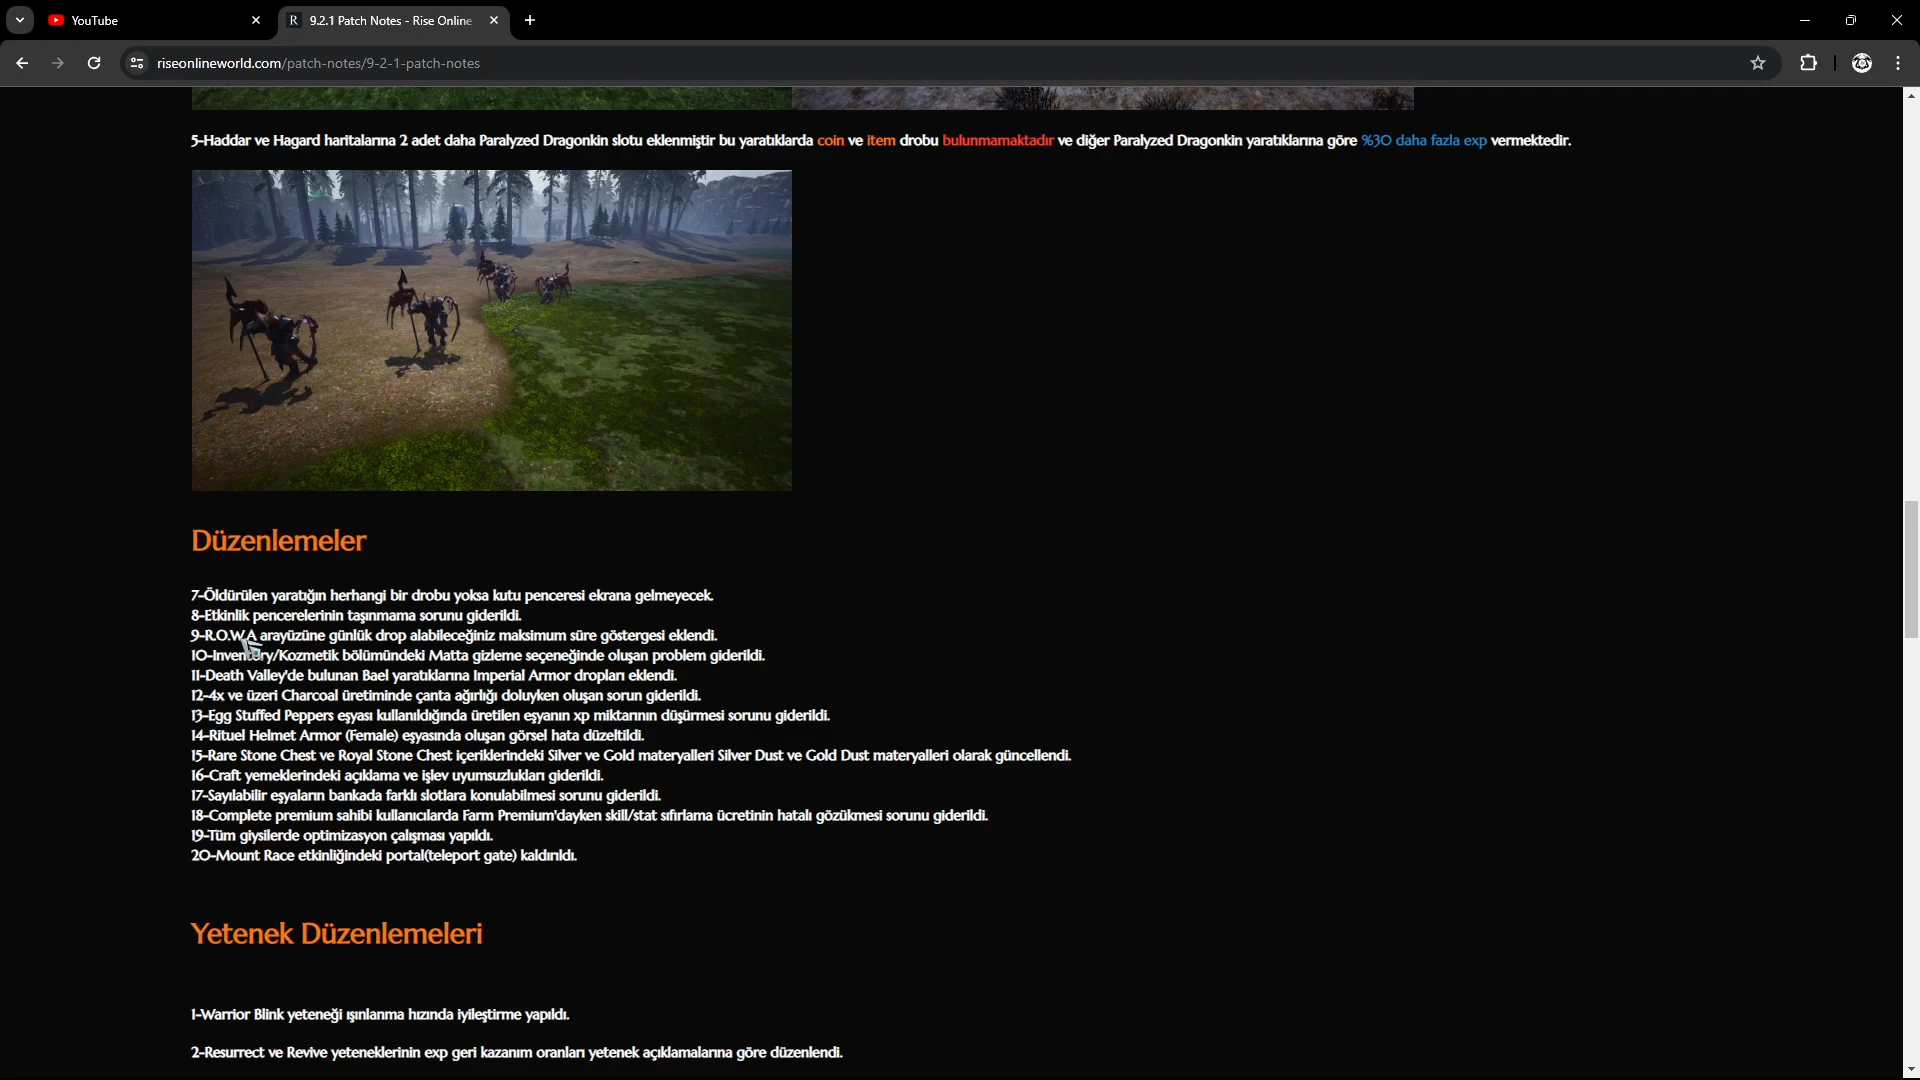 YouTube
R 9.2.1 Patch Notes - Rise Online
riseonlineworld.com/patch-notes/9-2-1-patch-notes
5-Haddar ve Hagard haritalarına 2 adet daha Paralyzed Dragonkin slotu eklenmiştir bu yaratıklarda coin ve item drobu bulunmamaktadır ve diğer Paralyzed Dragonkin yaratıklarına göre %30 daha fazla exp vermektedir.
Düzenlemeler
7-Öldürülen yaratığın herhangi bir drobu yoksa kutu penceresi ekrana gelmeyecek.
8-Etkinlik pencerelerinin taşınmama sorunu giderildi.
9-R.O.W.A arayüzüne günlük drop alabileceğiniz maksimum süre göstergesi eklendi.
10-Inventory/Kozmetik bölümündeki Matta gizleme seçeneğinde oluşan problem giderildi.
11-Death Valley'de bulunan Bael yaratıklarına Imperial Armor dropları eklendi.
12-4x ve üzeri Charcoal üretiminde çanta ağırlığı doluyken oluşan sorun giderildi.
13-Egg Stuffed Peppers eşyası kullanıldığında üretilen eşyanın xp miktarının düşürmesi sorunu giderildi.
14-Rituel Helmet Armor (Female) eşyasında oluşan görsel hata düzeltildi.
15-Rare Stone Chest ve Royal Stone Chest içeriklerindeki Silver ve Gold materyalleri Silver Dust ve Gold Dust materyalleri olarak güncellendi.
16-Craft yemeklerindeki açıklama ve işlev uyumsuzlukları giderildi.
17-Sayılabilir eşyaların bankada farklı slotlara konulabilmesi sorunu giderildi.
18-Complete premium sahibi kullanıcılarda Farm Premium'dayken skill/stat sıfırlama ücretinin hatalı gözükmesi sorunu giderildi.
19-Tüm giysilerde optimizasyon çalışması yapıldı.
20-Mount Race etkinliğindeki portal(teleport gate) kaldırıldı.
Yetenek Düzenlemeleri
1-Warrior Blink yeteneği ışınlanma hızında iyileştirme yapıldı.
2-Resurrect ve Revive yeteneklerinin exp geri kazanım oranları yetenek açıklamalarına göre düzenlendi.